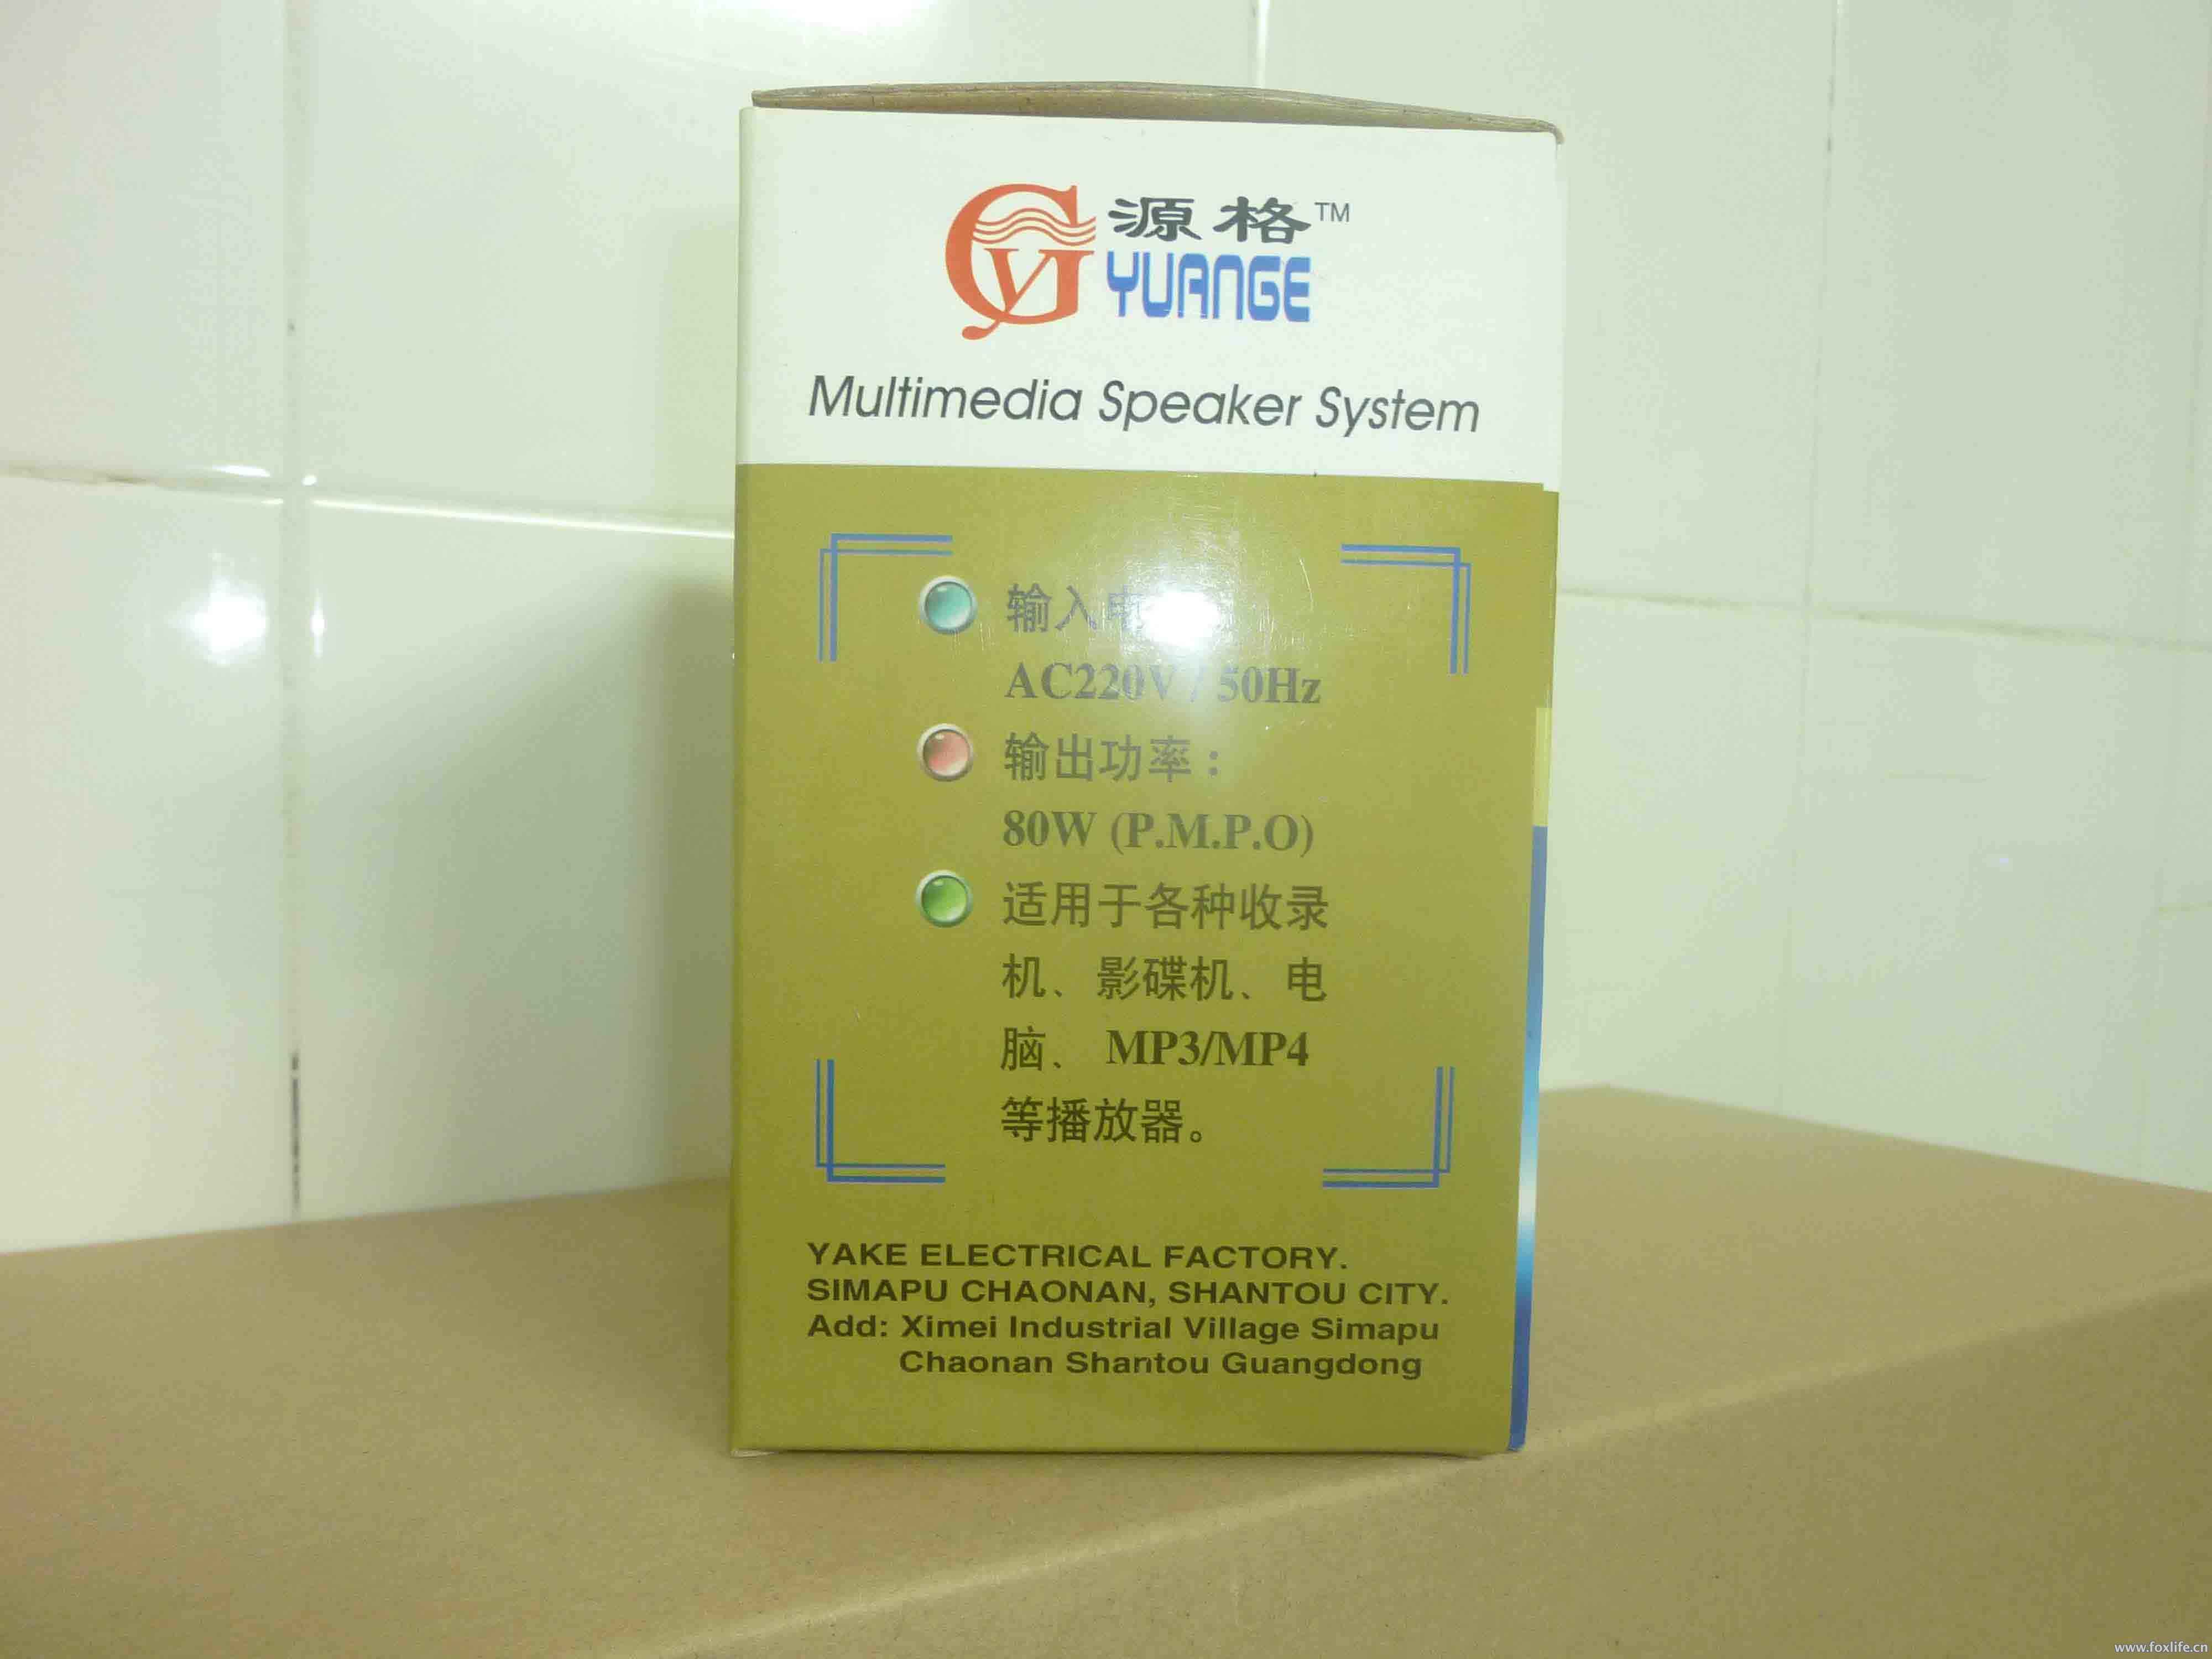 源格™
YUANGE
Multimedia Speaker System
输入电
AC220V / 50Hz
输出功率：
80W (P.M.P.O)
适用于各种收录
机、影碟机、电
脑、 MP3/MP4
等播放器。
YAKE ELECTRICAL FACTORY.
SIMAPU CHAONAN, SHANTOU CITY.
Add: Ximei Industrial Village Simapu
Chaonan Shantou Guangdong
www.foxlife.cn